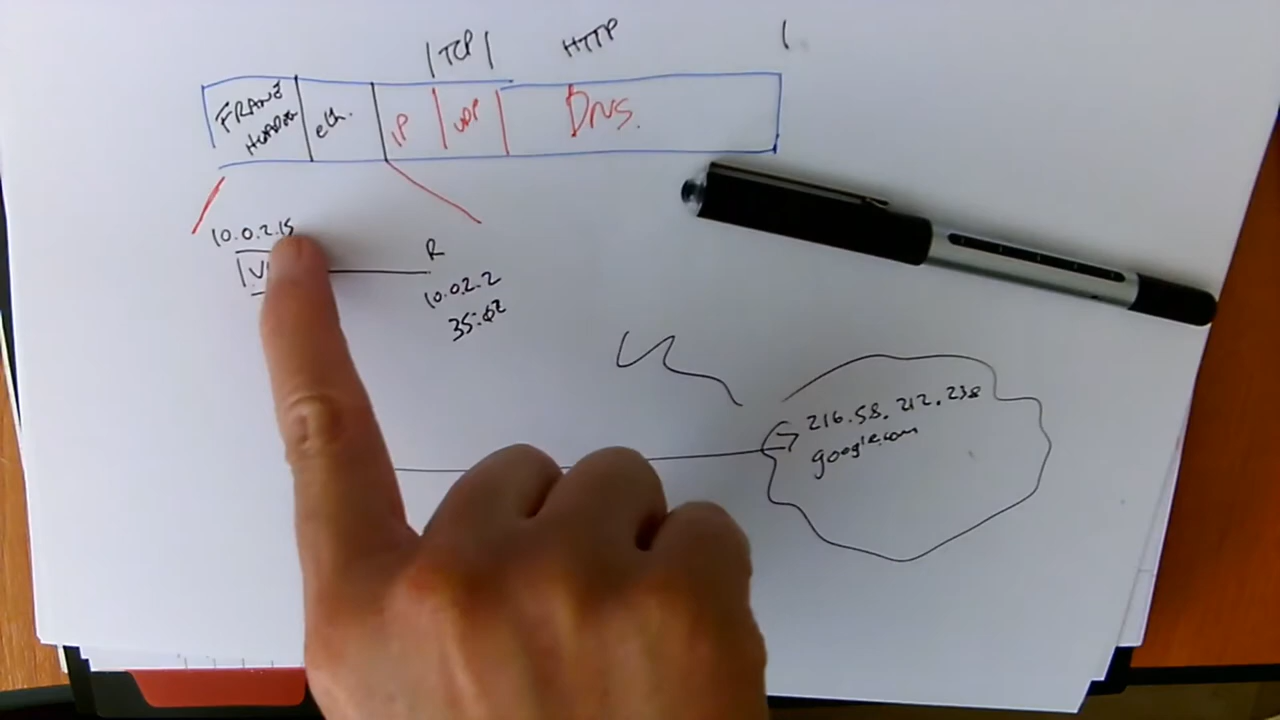 |TCP| HTTP
FRAME HEADER eth. IP UDP DNS.
10.0.2.15
R
10.0.2.2
35:02
216.58.212.238
google.com